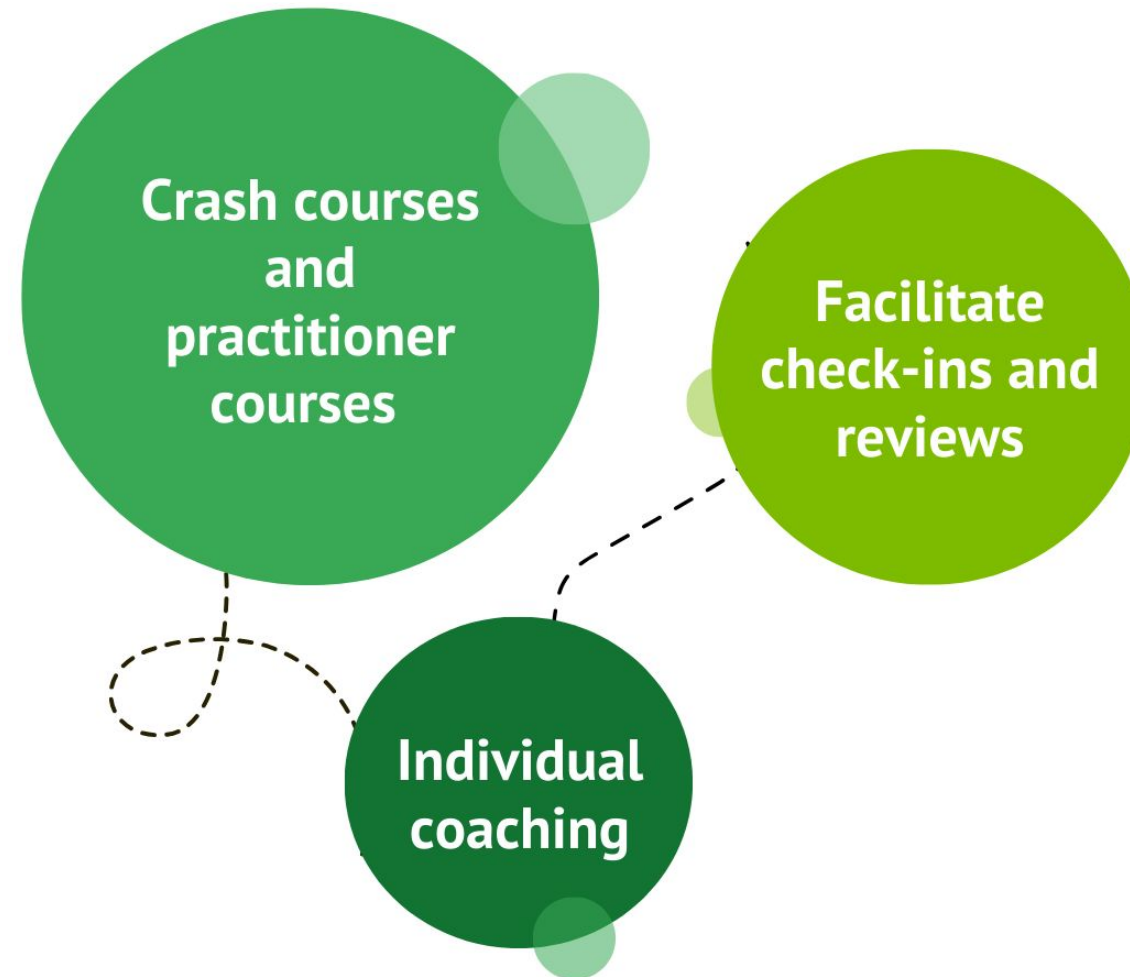 Crash courses
and
practitioner
courses
Facilitate
check-ins and
reviews
Individual
coaching